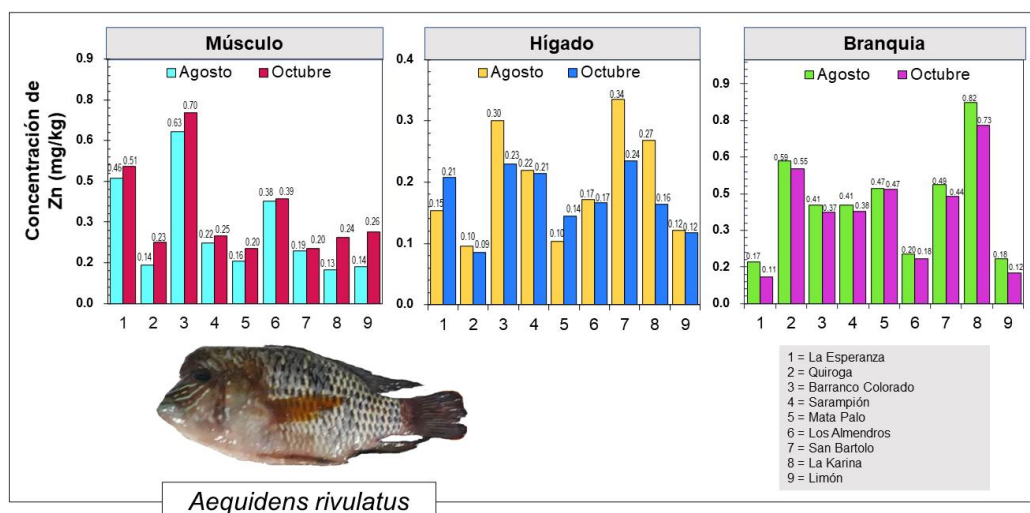 Músculo
Hígado
Branquia
Concentración de
Zn (mg/kg)
0.9
0.8
0.6
0.5
0.3
0.2
0.0
Agosto Octubre
0.46 0.51 0.14 0.23 0.63 0.70 0.22 0.25 0.16 0.20 0.38 0.39 0.19 0.20 0.13 0.24 0.14 0.26
1 2 3 4 5 6 7 8 9
0.4
0.3
0.2
0.1
0.0
Agosto Octubre
0.15 0.21 0.10 0.09 0.30 0.23 0.22 0.21 0.10 0.14 0.17 0.16 0.34 0.24 0.27 0.16 0.12 0.12
1 2 3 4 5 6 7 8 9
0.9
0.8
0.6
0.5
0.3
0.2
0.0
Agosto Octubre
0.17 0.11 0.59 0.55 0.41 0.37 0.41 0.38 0.47 0.47 0.20 0.18 0.49 0.44 0.82 0.73 0.18 0.12
1 2 3 4 5 6 7 8 9
1 = La Esperanza
2 = Quiroga
3 = Barranco Colorado
4 = Sarampión
5 = Mata Palo
6 = Los Almendros
7 = San Bartolo
8 = La Karina
9 = Limón
Aequidens rivulatus